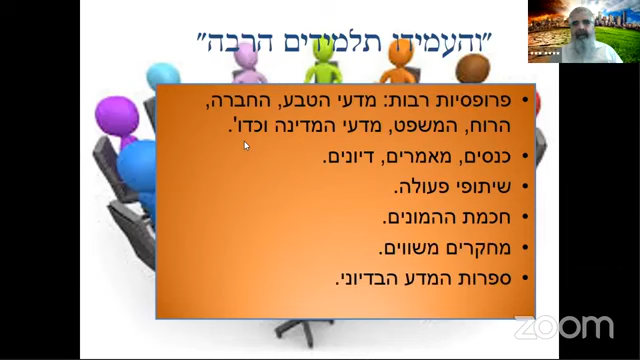 "והעמידו תלמידים הרבה"
פרופסיות רבות: מדעי הטבע, החברה,
הרוח, המשפט, מדעי המדינה וכדו'.
כנסים, מאמרים, דיונים.
שיתופי פעולה.
חכמת ההמונים.
מחקרים משווים.
ספרות המדע הבדיוני.
zoom